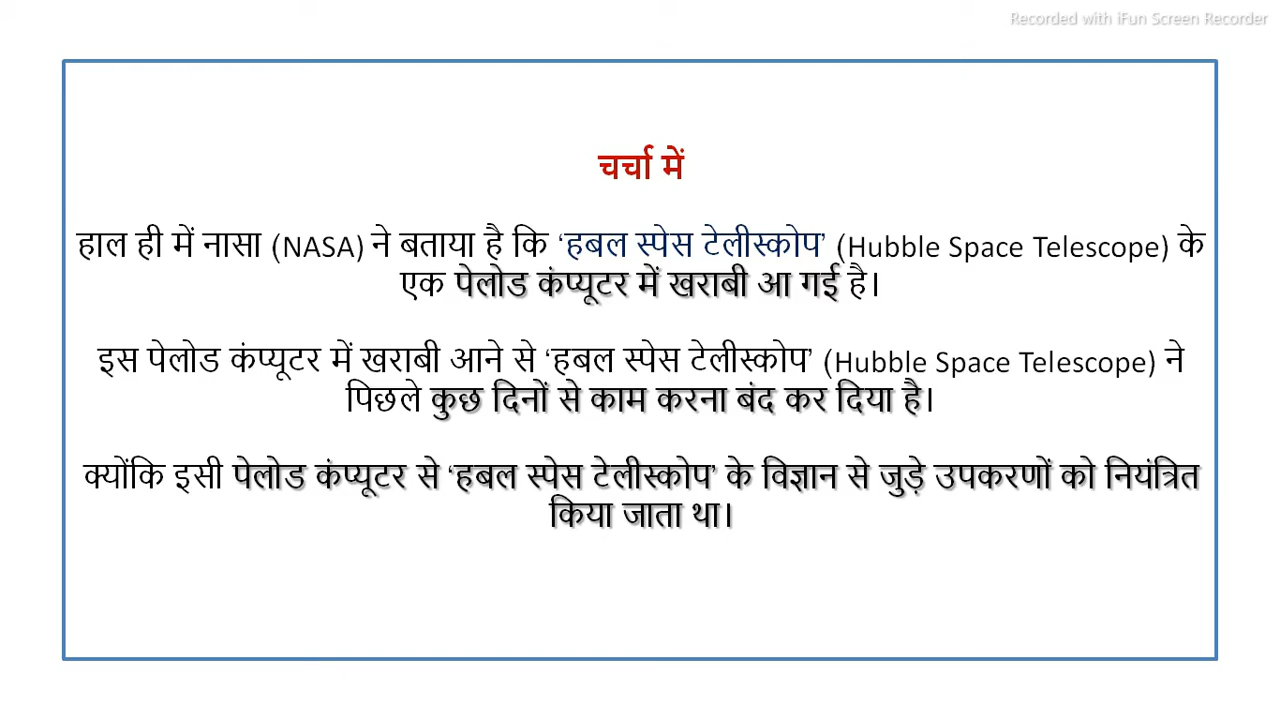 Recorded with iFun Screen Recorder
चर्चा में
हाल ही में नासा (NASA) ने बताया है कि ‘हबल स्पेस टेलीस्कोप’ (Hubble Space Telescope) के
एक पेलोड कंप्यूटर में खराबी आ गई है।
इस पेलोड कंप्यूटर में खराबी आने से ‘हबल स्पेस टेलीस्कोप’ (Hubble Space Telescope) ने
पिछले कुछ दिनों से काम करना बंद कर दिया है।
क्योंकि इसी पेलोड कंप्यूटर से ‘हबल स्पेस टेलीस्कोप’ के विज्ञान से जुड़े उपकरणों को नियंत्रित
किया जाता था।